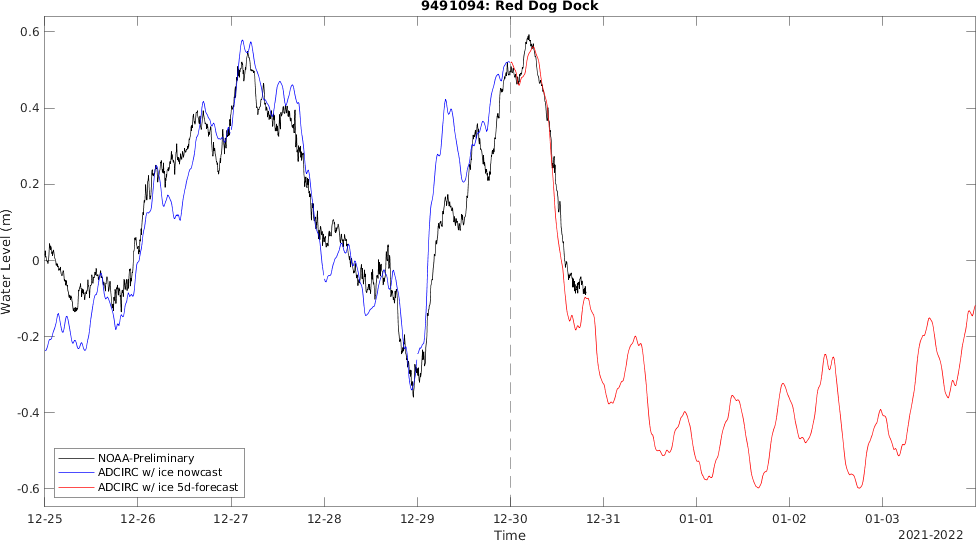 9491094: Red Dog Dock
0.6
0.4
0.2
0
-0.2
-0.4
-0.6
Water Level (m)
NOAA-Preliminary
ADCIRC w/ ice nowcast
ADCIRC w/ ice 5d-forecast
12-25 12-26 12-27 12-28 12-29 12-30 12-31 01-01 01-02 01-03
Time
2021-2022